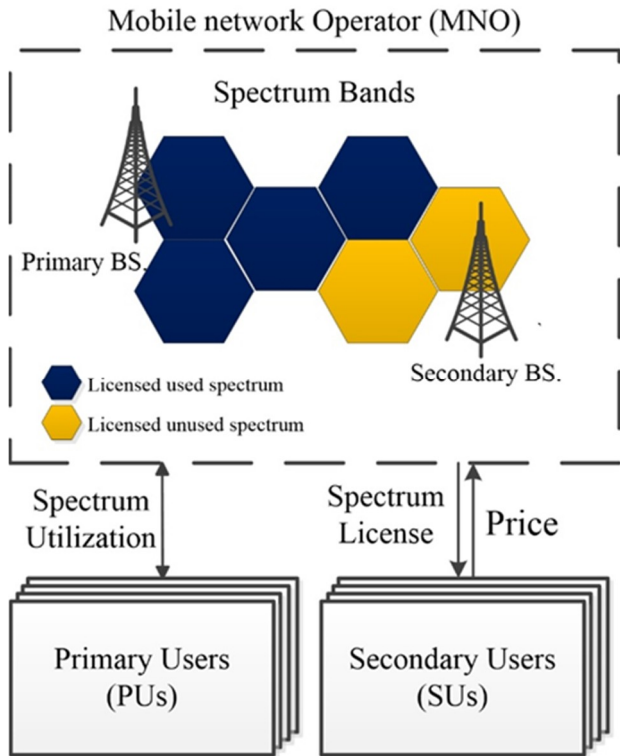 Mobile network Operator (MNO)
Spectrum Bands
Primary BS.
Secondary BS.
Licensed used spectrum
Licensed unused spectrum
Spectrum
Utilization
Spectrum
License
Price
Primary Users
(PUs)
Secondary Users
(SUs)